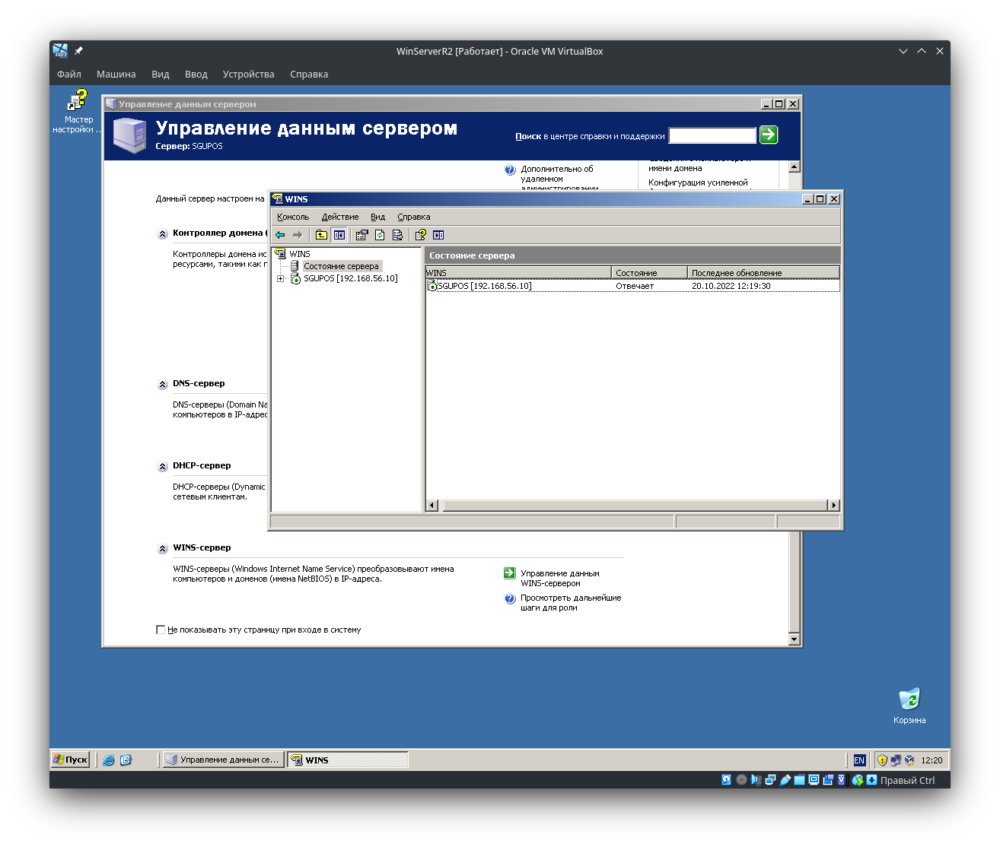 WinServerR2 [Работает] - Oracle VM VirtualBox
Файл Машина Вид Ввод Устройства Справка
Мастер
настройки ...
Управление данным сервером
Управление данным сервером
Сервер: SGUPOS
Поиск в центре справки и поддержки
Дополнительно об
удаленном
администрировании
имени домена
Конфигурация усиленной
Данный сервер настроен на
Контроллер домена (
Контроллеры домена ис
ресурсами, такими как п
WINS
Консоль Действие Вид Справка
WINS
Состояние сервера
SGUPOS [192.168.56.10]
Состояние сервера
WINS Состояние Последнее обновление
SGUPOS [192.168.56.10] Отвечает 20.10.2022 12:19:30
DNS-сервер
DNS-серверы (Domain Na
компьютеров в IP-адрес
DHCP-сервер
DHCP-серверы (Dynamic
сетевым клиентам.
WINS-сервер
WINS-серверы (Windows Internet Name Service) преобразовывают имена
компьютеров и доменов (имена NetBIOS) в IP-адреса.
Управление данным
WINS-сервером
Просмотреть дальнейшие
шаги для роли
Не показывать эту страницу при входе в систему
Корзина
Пуск Управление данным се... WINS EN 12:20
Правый Ctrl